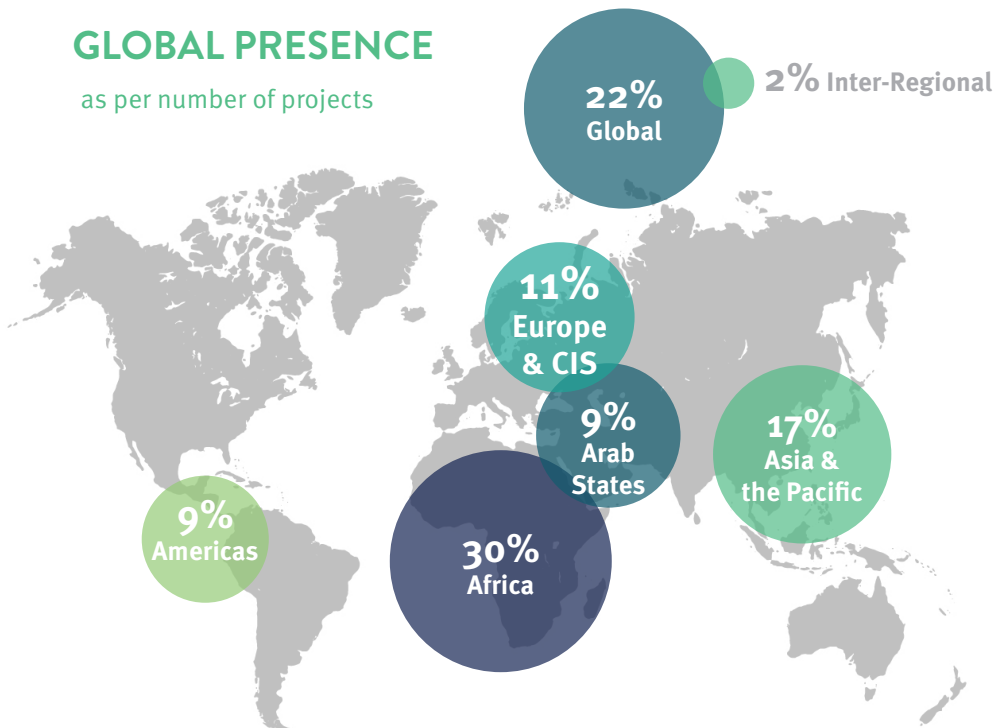 GLOBAL PRESENCE
as per number of projects
22%
Global
2% Inter-Regional
11%
Europe
& CIS
9%
Arab
States
17%
Asia &
the Pacific
9%
Americas
30%
Africa